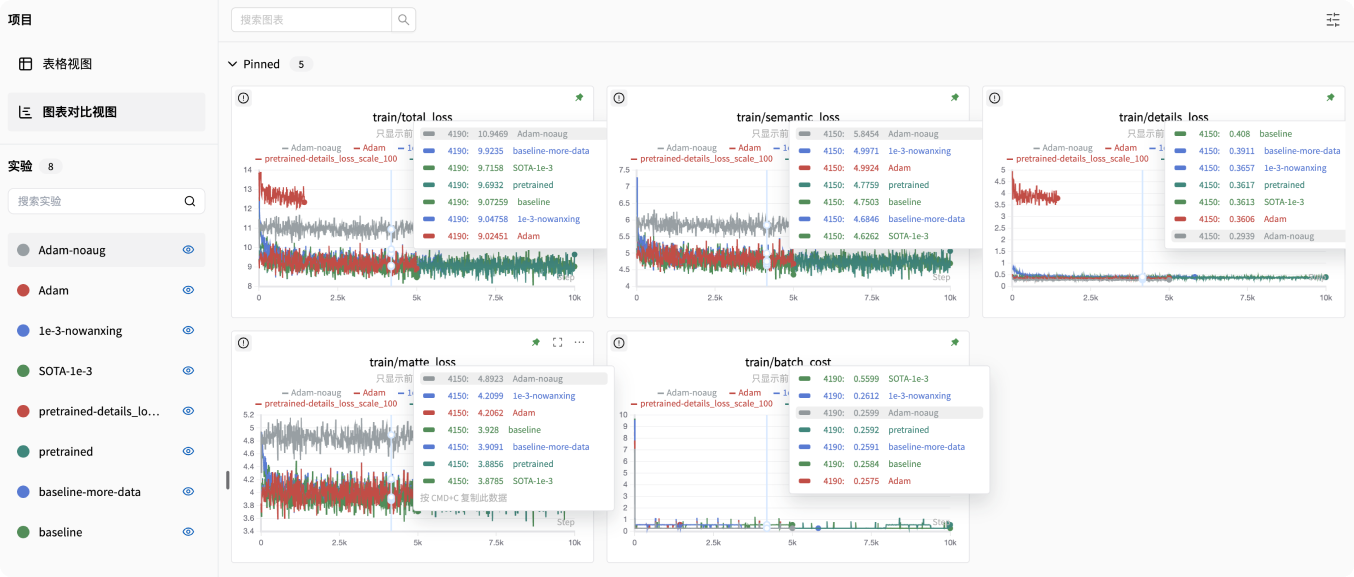 项目
表格视图
图表对比视图
实验 8
搜索实验
Adam-noaug
Adam
1e-3-nowanxing
SOTA-1e-3
pretrained-details_lo...
pretrained
baseline-more-data
baseline
搜索图表
Pinned 5
train/total_loss
只显示前
Adam-noaug Adam 1
pretrained-details_loss_scale_100
14
13
12
11
10
9
8
0 2.5k 5k 7.5k 10k
Step
4190: 10.9469 Adam-noaug
4190: 9.9235 baseline-more-data
4190: 9.7158 SOTA-1e-3
4190: 9.6932 pretrained
4190: 9.07259 baseline
4190: 9.04758 1e-3-nowanxing
4190: 9.02451 Adam
train/semantic_loss
只显示前
Adam-noaug Adam
pretrained-details_loss_scale_100
7.5
7
6.5
6
5.5
5
4.5
4
0 2.5k 5k 7.5k 10k
Step
4150: 5.8454 Adam-noaug
4150: 4.9971 1e-3-nowanxing
4150: 4.9924 Adam
4150: 4.7759 pretrained
4150: 4.7503 baseline
4150: 4.6846 baseline-more-data
4150: 4.6262 SOTA-1e-3
train/details_loss
只显示前
Adam-noaug Adam 1
pretrained-details_loss_scale_100
5
4.5
4
3.5
3
2.5
2
1.5
1
0.5
0
0 2.5k 5k 7.5k 10k
4150: 0.408 baseline
4150: 0.3911 baseline-more-data
4150: 0.3657 1e-3-nowanxing
4150: 0.3617 pretrained
4150: 0.3613 SOTA-1e-3
4150: 0.3606 Adam
4150: 0.2939 Adam-noaug
train/matte_loss
只显示前
Adam-noaug Adam 1
pretrained-details_loss_scale_100
5.2
5
4.8
4.6
4.4
4.2
4
3.8
3.6
3.4
0 2.5k 5k 7.5k 10k
Step
4150: 4.8923 Adam-noaug
4150: 4.2099 1e-3-nowanxing
4150: 4.2062 Adam
4150: 3.928 baseline
4150: 3.9091 baseline-more-data
4150: 3.8856 pretrained
4150: 3.8785 SOTA-1e-3
按 CMD+C 复制此数据
train/batch_cost
只显示前
Adam-noaug Adam
pretrained-details_loss_scale_100
10
9
8
7
6
5
4
3
2
1
0
0 2.5k 5k 7.5k 10k
Step
4190: 0.5599 SOTA-1e-3
4190: 0.2612 1e-3-nowanxing
4190: 0.2599 Adam-noaug
4190: 0.2592 pretrained
4190: 0.2591 baseline-more-data
4190: 0.2584 baseline
4190: 0.2575 Adam